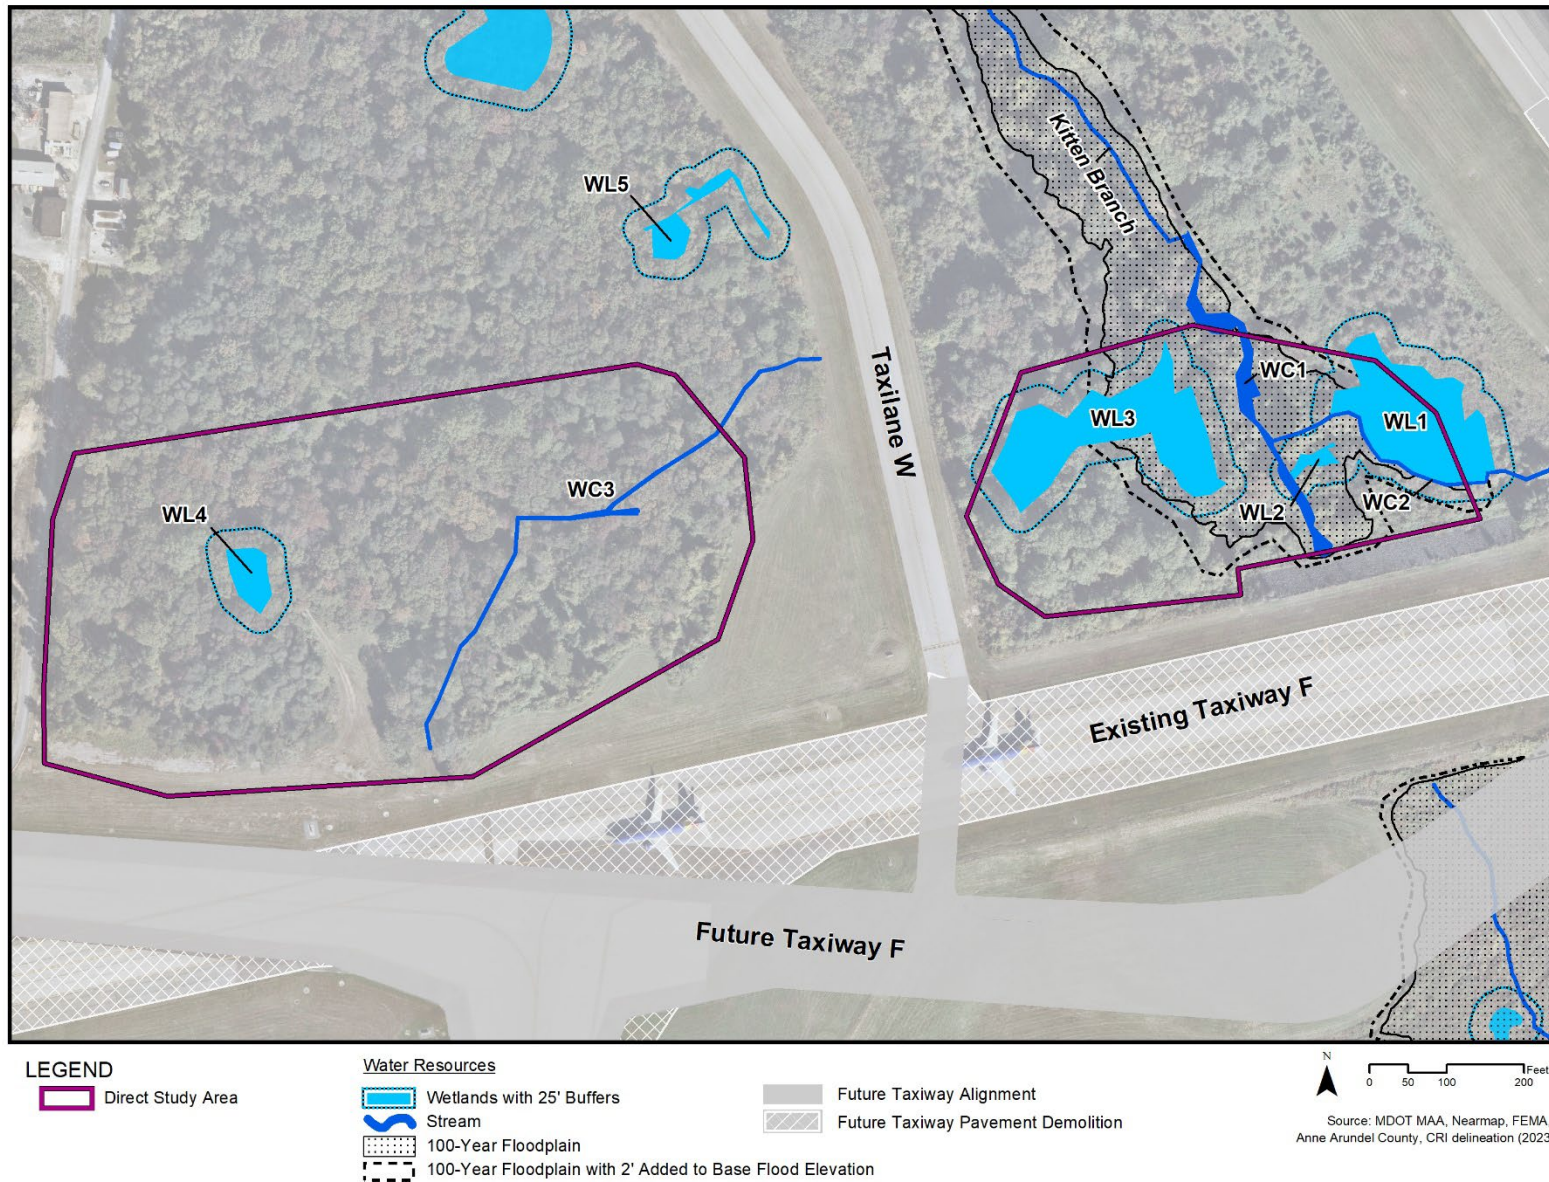 WL5
Kitten Branch
Taxilane W
WC1
WL3
WL1
WC3
WL4
WL2
WC2
Existing Taxiway F
Future Taxiway F
LEGEND
Direct Study Area
Water Resources
Wetlands with 25' Buffers
Stream
100-Year Floodplain
100-Year Floodplain with 2' Added to Base Flood Elevation
Future Taxiway Alignment
Future Taxiway Pavement Demolition
N
Feet
0 50 100 200
Source: MDOT MAA, Nearmap, FEMA,
Anne Arundel County, CRI delineation (2023